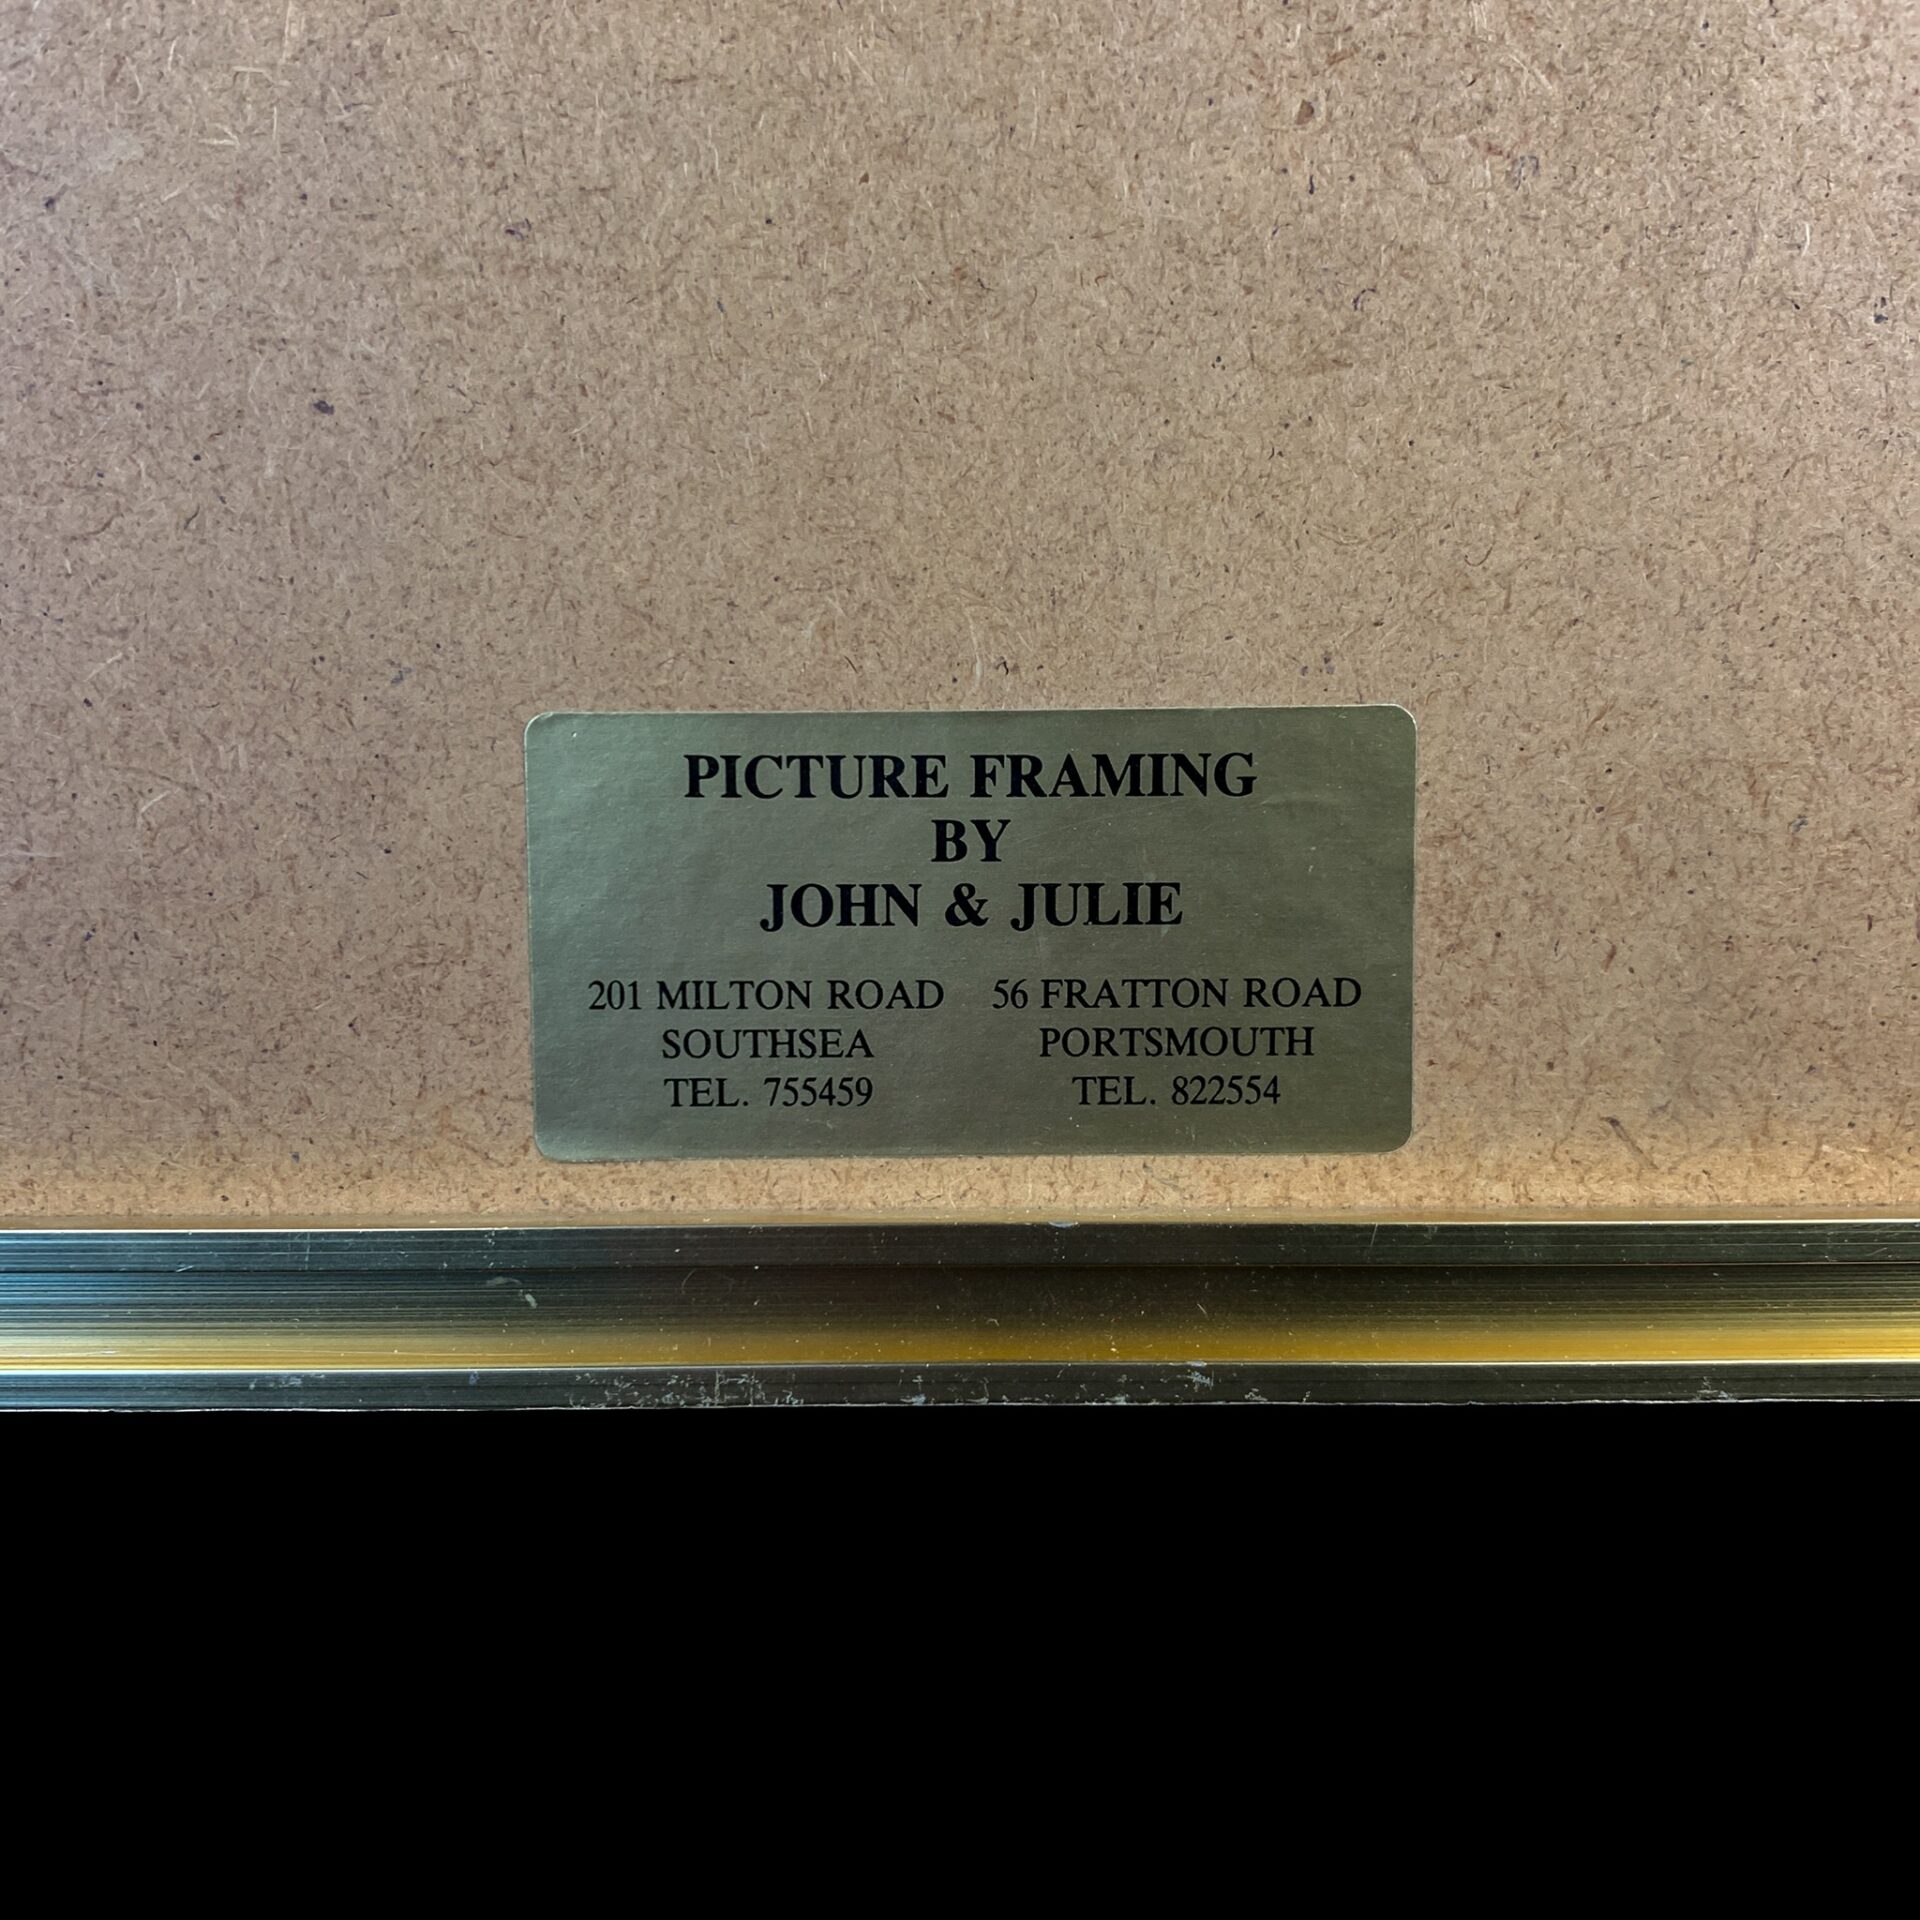 PICTURE FRAMING
BY
JOHN & JULIE
201 MILTON ROAD
SOUTHSEA
TEL. 755459
56 FRATTON ROAD
PORTSMOUTH
TEL. 822554